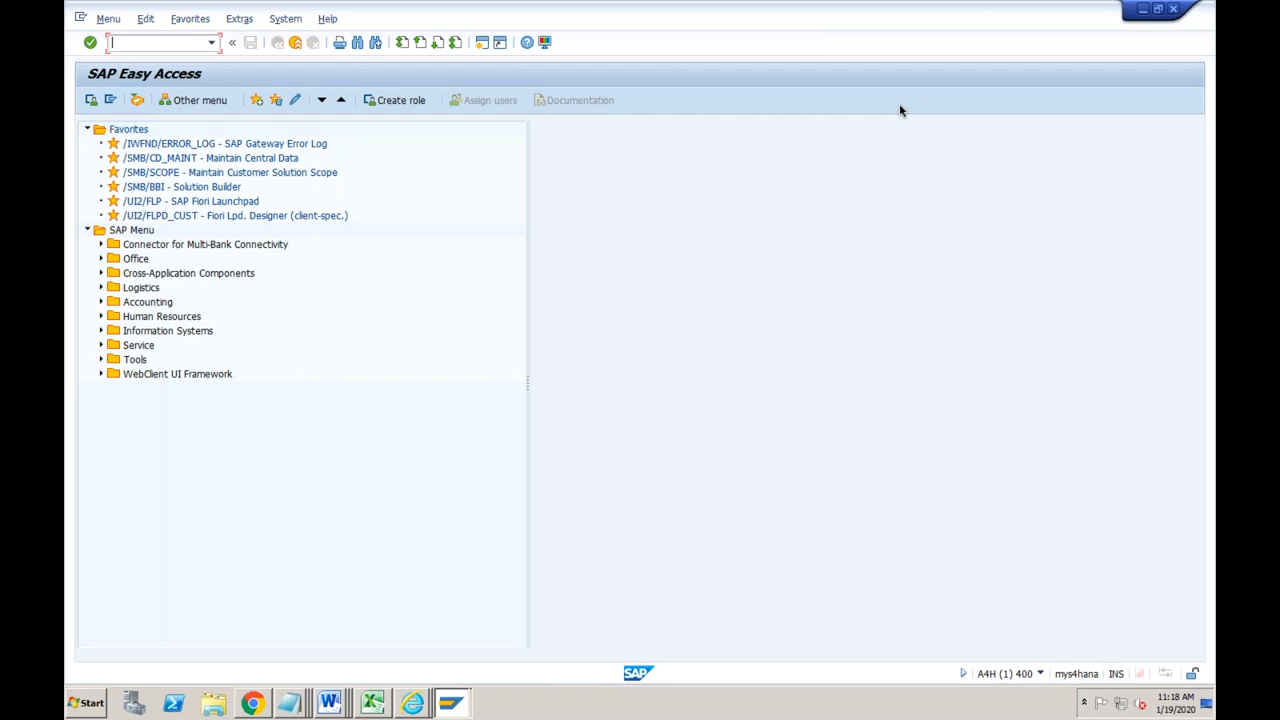 Menu Edit Favorites Extras System Help
SAP Easy Access
Other menu Create role Assign users Documentation
Favorites
/IWFND/ERROR_LOG - SAP Gateway Error Log
/SMB/CD_MAINT - Maintain Central Data
/SMB/SCOPE - Maintain Customer Solution Scope
/SMB/BBI - Solution Builder
/UI2/FLP - SAP Fiori Launchpad
/UI2/FLPD_CUST - Fiori Lpd. Designer (client-spec.)
SAP Menu
Connector for Multi-Bank Connectivity
Office
Cross-Application Components
Logistics
Accounting
Human Resources
Information Systems
Service
Tools
WebClient UI Framework
SAP A4H (1) 400 mys4hana INS
Start 11:18 AM
1/19/2020